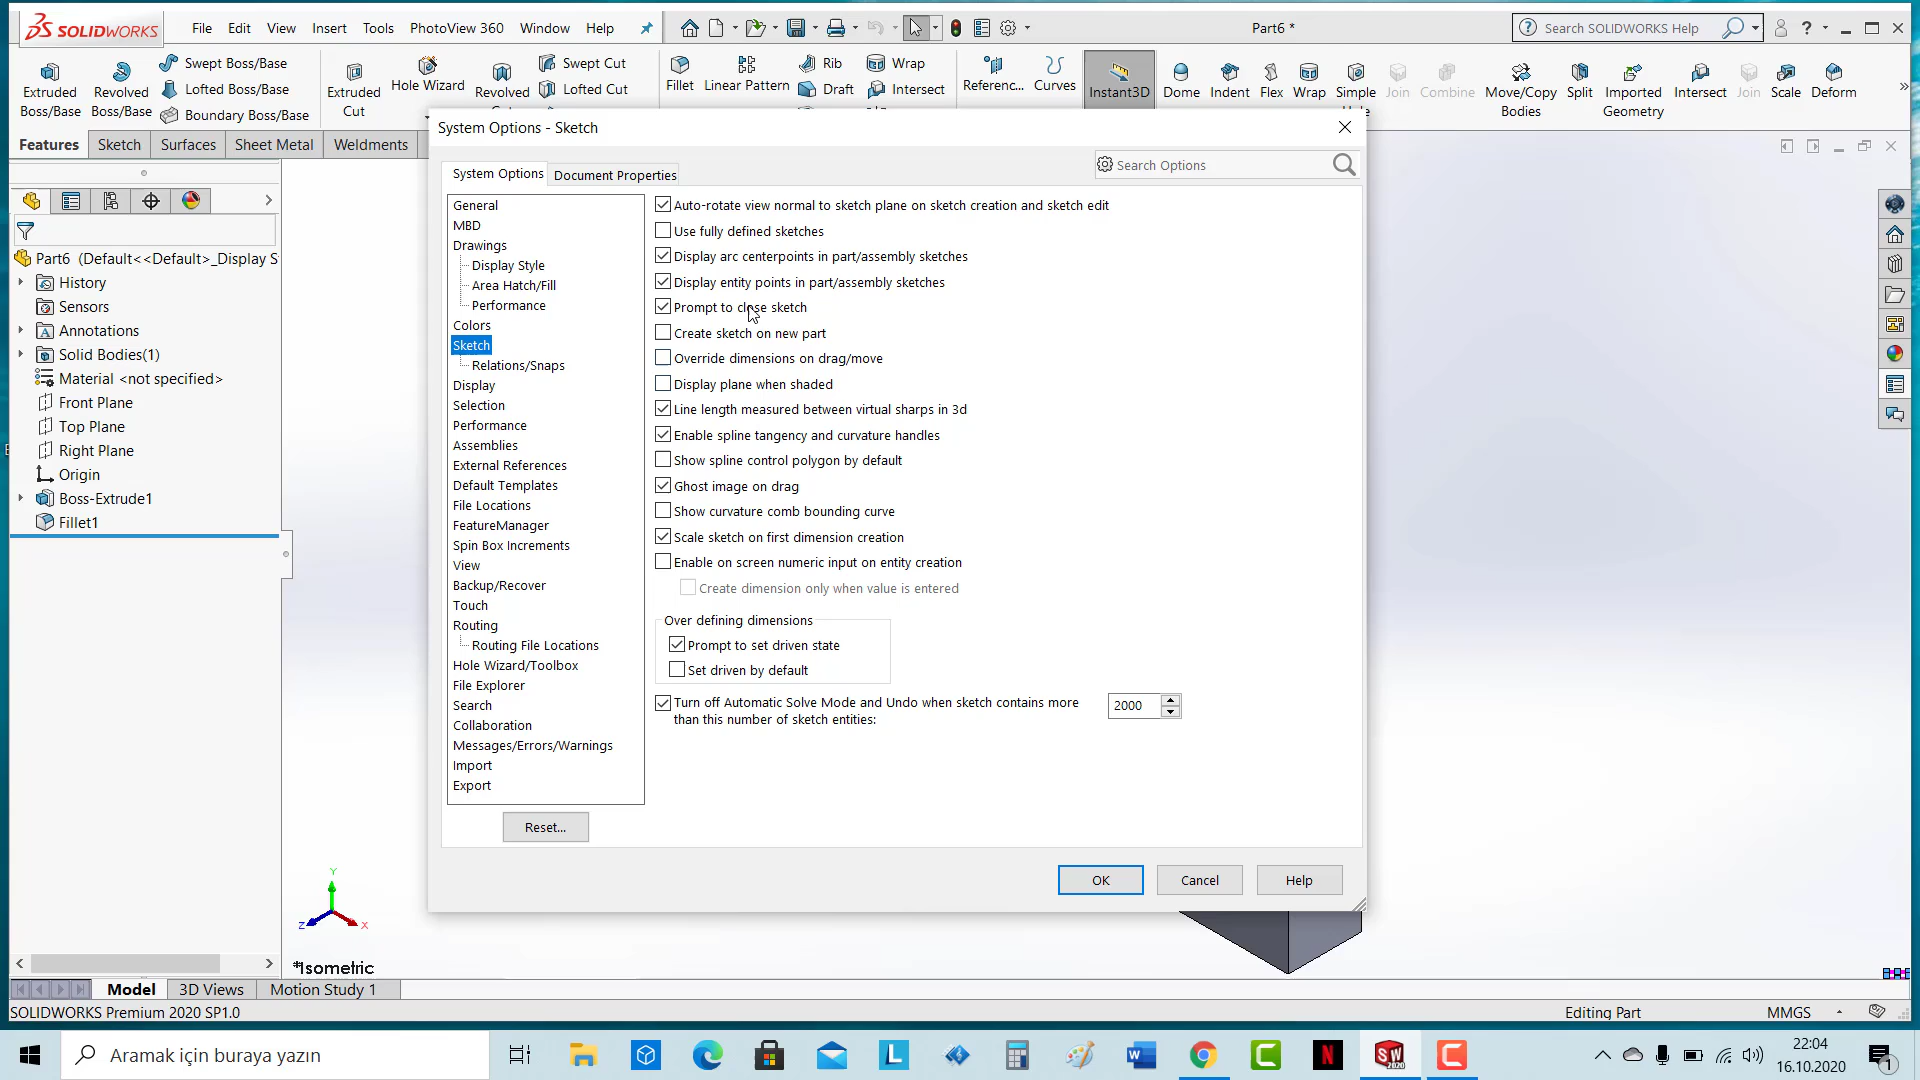 SOLIDWORKS
File Edit View Insert Tools PhotoView 360 Window Help
Part6 *
Search SOLIDWORKS Help
Extruded Boss/Base
Revolved Boss/Base
Swept Boss/Base
Lofted Boss/Base
Boundary Boss/Base
Extruded Cut
Hole Wizard
Revolved
Swept Cut
Lofted Cut
Fillet
Linear Pattern
Rib
Draft
Wrap
Intersect
Referenc...
Curves
Instant3D
Dome
Indent
Flex
Wrap
Simple
Join
Combine
Move/Copy Bodies
Split
Imported Geometry
Intersect
Join
Scale
Deform
Features Sketch Surfaces Sheet Metal Weldments
System Options - Sketch
System Options Document Properties
Search Options
Part6 (Default<<Default>_Display S
History
Sensors
Annotations
Solid Bodies(1)
Material <not specified>
Front Plane
Top Plane
Right Plane
Origin
Boss-Extrude1
Fillet1
General
MBD
Drawings
Display Style
Area Hatch/Fill
Performance
Colors
Sketch
Relations/Snaps
Display
Selection
Performance
Assemblies
External References
Default Templates
File Locations
FeatureManager
Spin Box Increments
View
Backup/Recover
Touch
Routing
Routing File Locations
Hole Wizard/Toolbox
File Explorer
Search
Collaboration
Messages/Errors/Warnings
Import
Export
Reset...
Auto-rotate view normal to sketch plane on sketch creation and sketch edit
Use fully defined sketches
Display arc centerpoints in part/assembly sketches
Display entity points in part/assembly sketches
Prompt to close sketch
Create sketch on new part
Override dimensions on drag/move
Display plane when shaded
Line length measured between virtual sharps in 3d
Enable spline tangency and curvature handles
Show spline control polygon by default
Ghost image on drag
Show curvature comb bounding curve
Scale sketch on first dimension creation
Enable on screen numeric input on entity creation
Create dimension only when value is entered
Over defining dimensions
Prompt to set driven state
Set driven by default
Turn off Automatic Solve Mode and Undo when sketch contains more
than this number of sketch entities:
2000
OK Cancel Help
Y
Z
X
*Isometric
Model 3D Views Motion Study 1
SOLIDWORKS Premium 2020 SP1.0
Editing Part
MMGS
Aramak için buraya yazın
22:04
16.10.2020
1